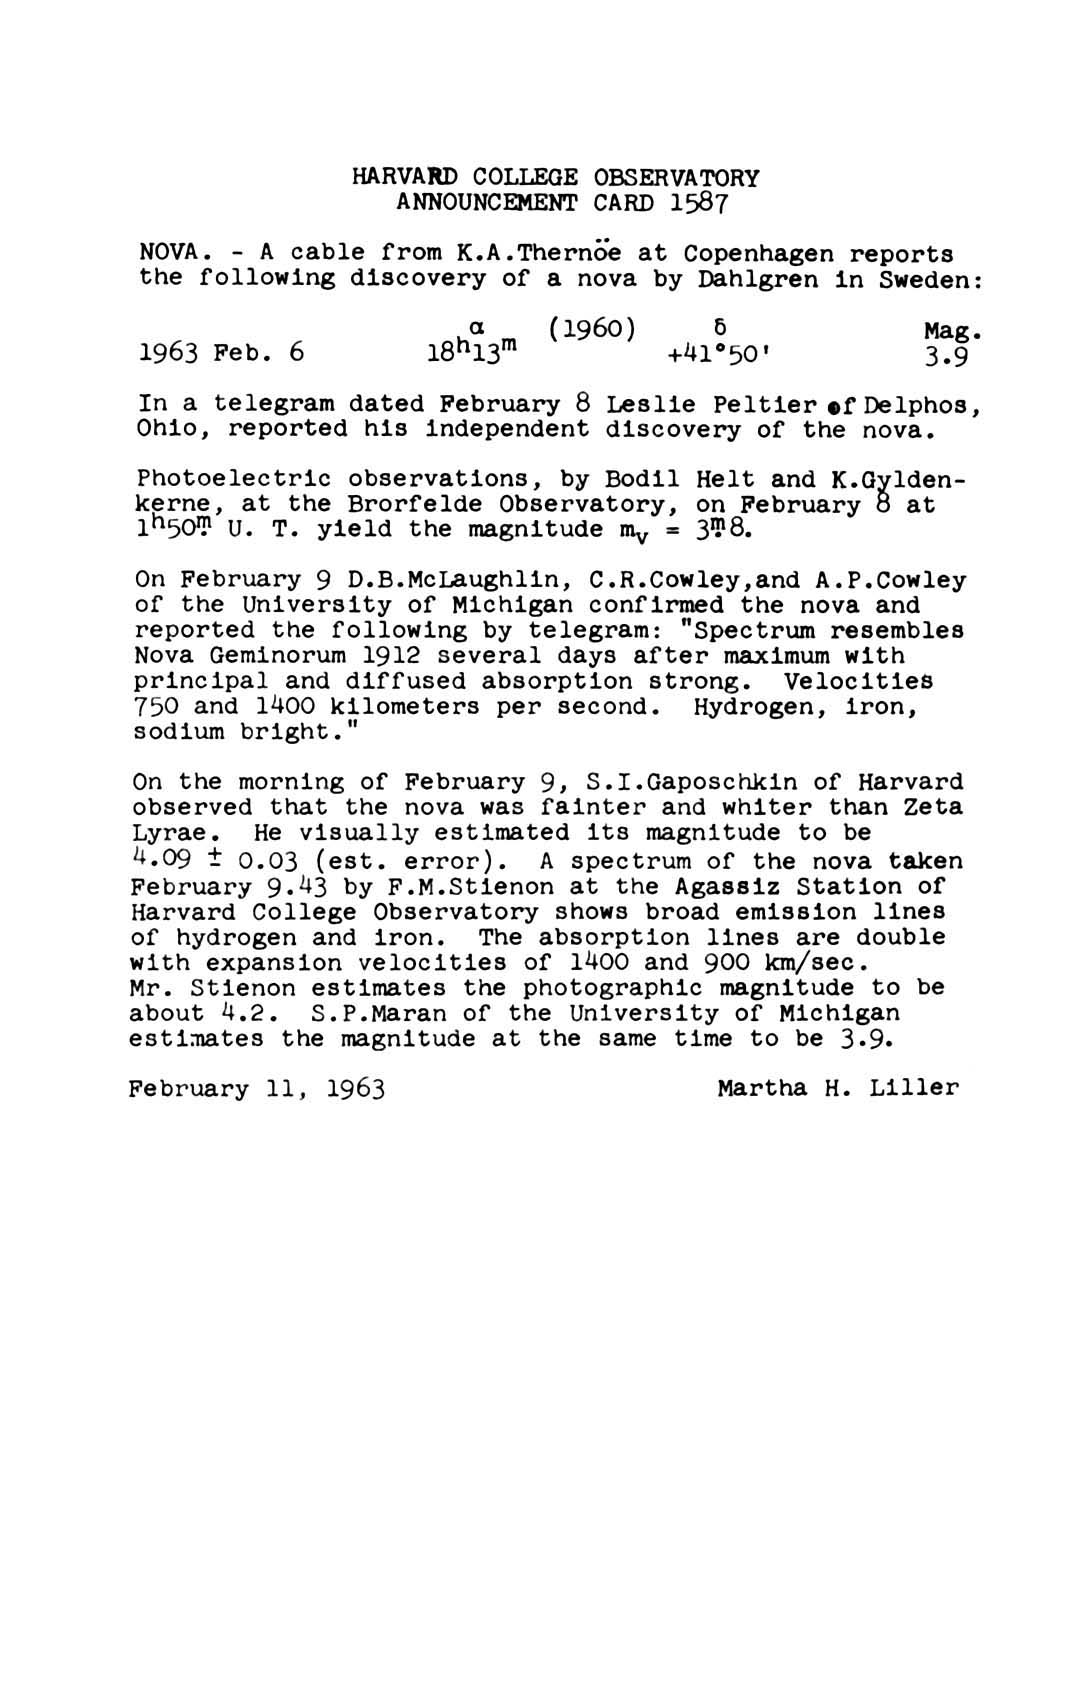 HARVARD COLLEGE OBSERVATORY
ANNOUNCEMENT CARD 1587
NOVA. - A cable from K.A.Thernöe at Copenhagen reports
the following discovery of a nova by Dahlgren in Sweden:
α (1960) δ Mag.
1963 Feb. 6 18ʰ13ᵐ +41°50' 3.9
In a telegram dated February 8 Leslie Peltier of Delphos,
Ohio, reported his independent discovery of the nova.
Photoelectric observations, by Bodil Helt and K.Gylden-
kerne, at the Brorfelde Observatory, on February 8 at
1ʰ50ᵐ. U. T. yield the magnitude mᵥ = 3ᵐ.8.
On February 9 D.B.McLaughlin, C.R.Cowley,and A.P.Cowley
of the University of Michigan confirmed the nova and
reported the following by telegram: "Spectrum resembles
Nova Geminorum 1912 several days after maximum with
principal and diffused absorption strong. Velocities
750 and 1400 kilometers per second. Hydrogen, iron,
sodium bright."
On the morning of February 9, S.I.Gaposchkin of Harvard
observed that the nova was fainter and whiter than Zeta
Lyrae. He visually estimated its magnitude to be
4.09 ± 0.03 (est. error). A spectrum of the nova taken
February 9.43 by F.M.Stienon at the Agassiz Station of
Harvard College Observatory shows broad emission lines
of hydrogen and iron. The absorption lines are double
with expansion velocities of 1400 and 900 km/sec.
Mr. Stienon estimates the photographic magnitude to be
about 4.2. S.P.Maran of the University of Michigan
estimates the magnitude at the same time to be 3.9.
February 11, 1963 Martha H. Liller